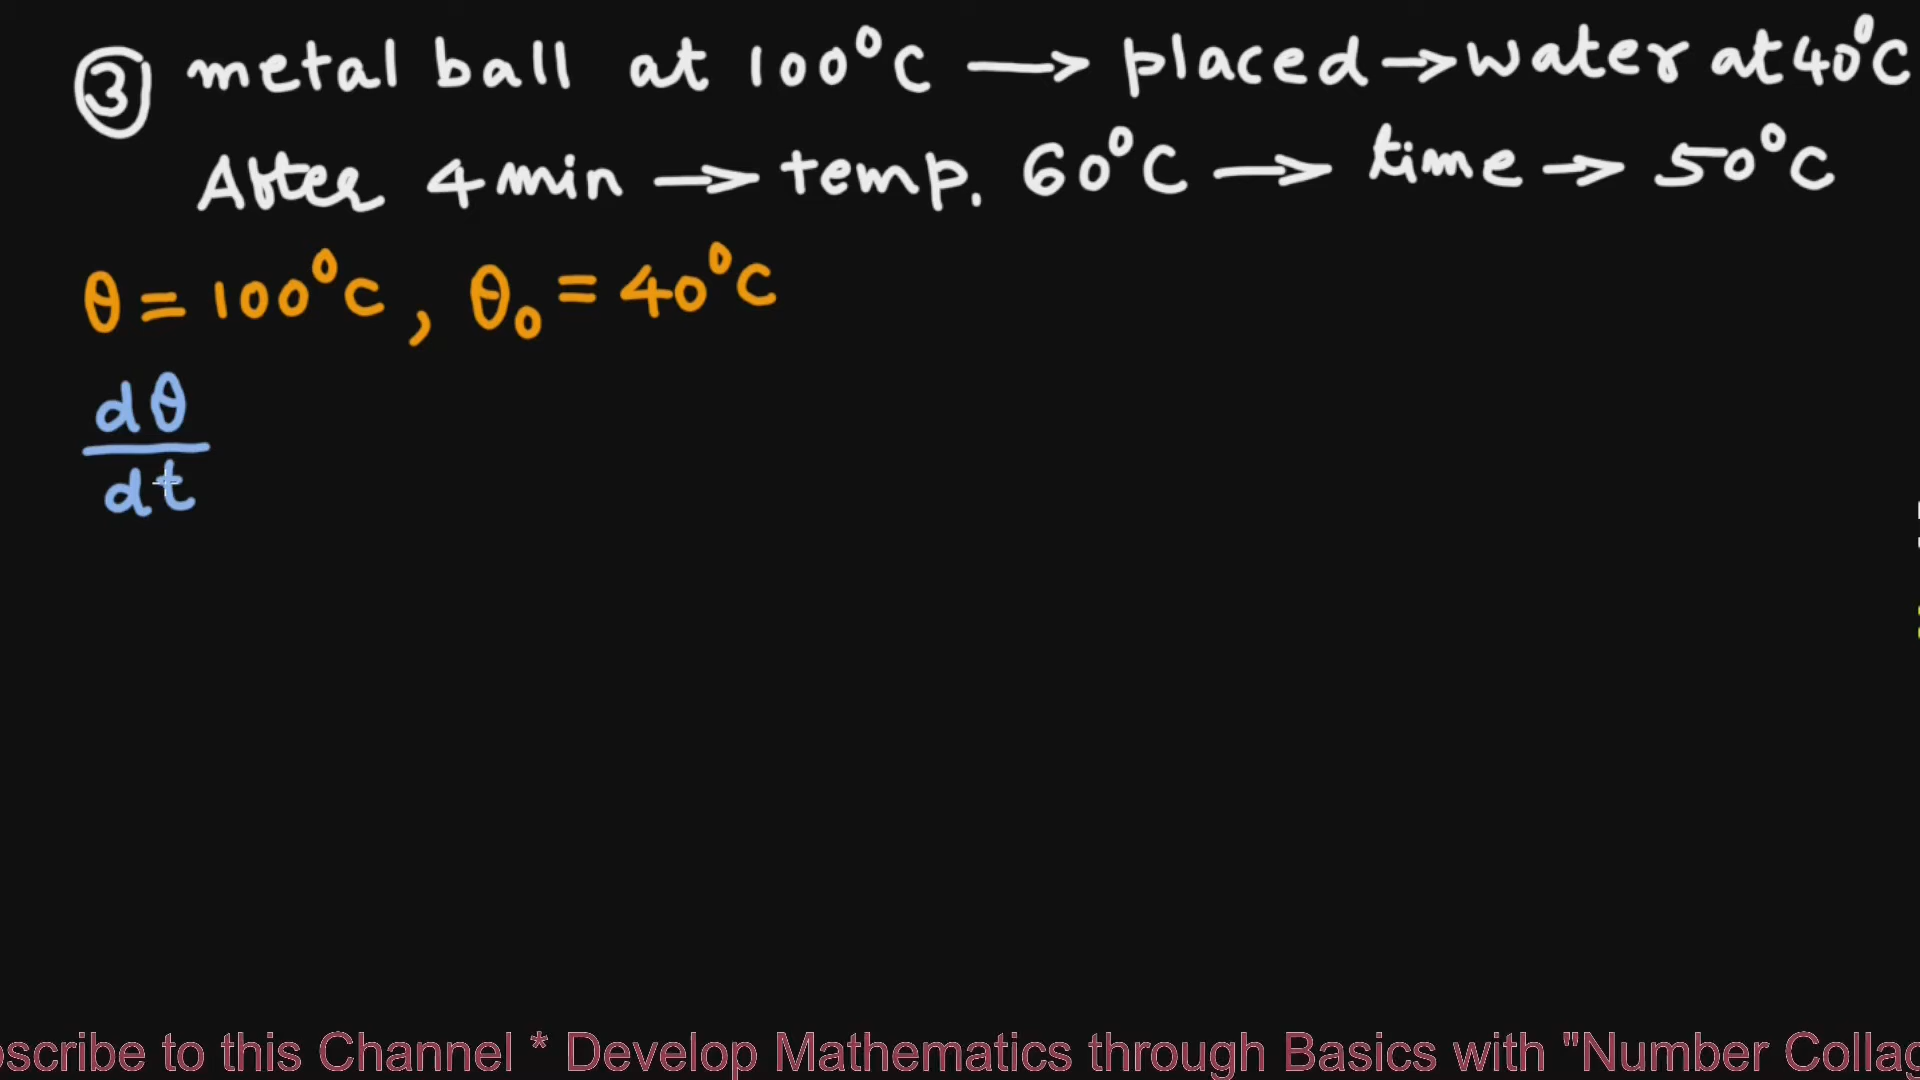 ③ metal ball at 100°C → placed → water at 40°C
After 4 min → temp. 60°C → time → 50°C
θ = 100°C, θ₀ = 40°C
dθ
dt
scribe to this Channel * Develop Mathematics through Basics with "Number Colla